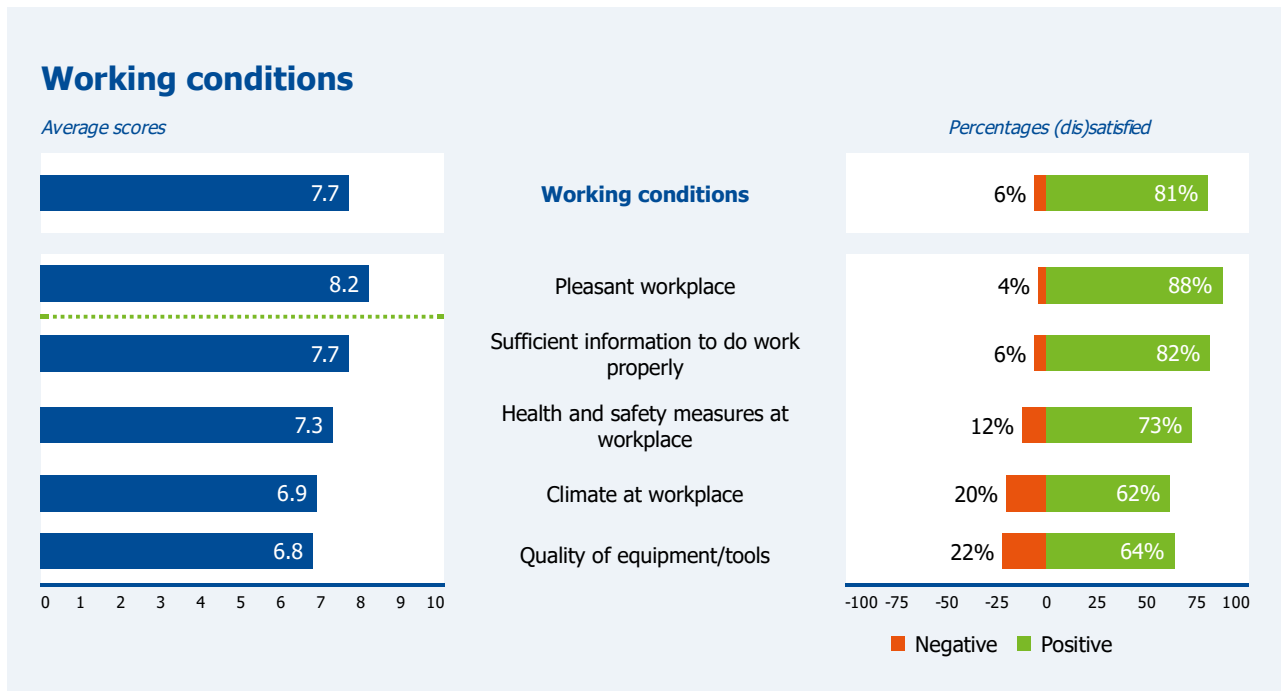 Working conditions
Average scores
Percentages (dis)satisfied
7.7
Working conditions
6%
81%
8.2
Pleasant workplace
4%
88%
7.7
Sufficient information to do work
properly
6%
82%
7.3
Health and safety measures at
workplace
12%
73%
6.9
Climate at workplace
20%
62%
6.8
Quality of equipment/tools
22%
64%
0 1 2 3 4 5 6 7 8 9 10
-100 -75 -50 -25 0 25 50 75 100
Negative Positive